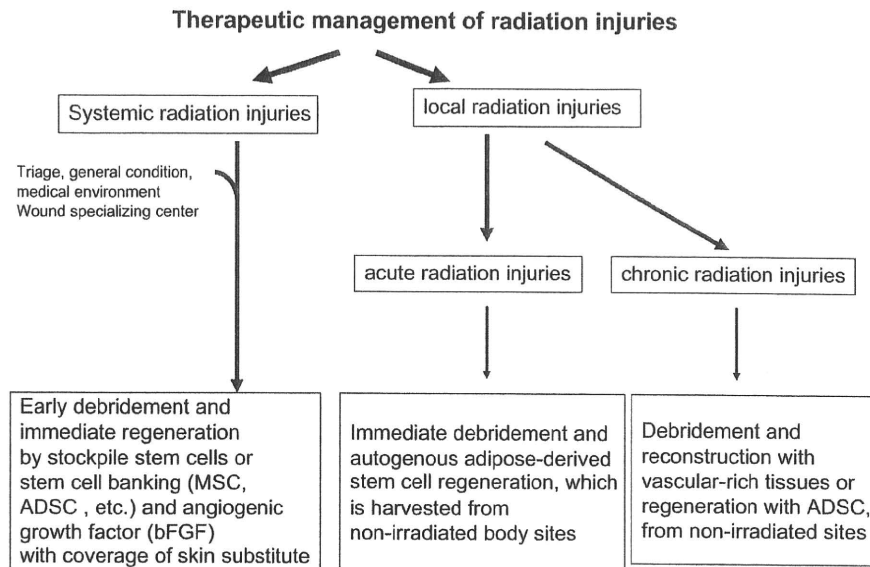 Therapeutic management of radiation injuries
Systemic radiation injuries
local radiation injuries
Triage, general condition,
medical environment
Wound specializing center
acute radiation injuries
chronic radiation injuries
Early debridement and
immediate regeneration
by stockpile stem cells or
stem cell banking (MSC,
ADSC , etc.) and angiogenic
growth factor (bFGF)
with coverage of skin substitute
Immediate debridement and
autogenous adipose-derived
stem cell regeneration, which
is harvested from
non-irradiated body sites
Debridement and
reconstruction with
vascular-rich tissues or
regeneration with ADSC,
from non-irradiated sites